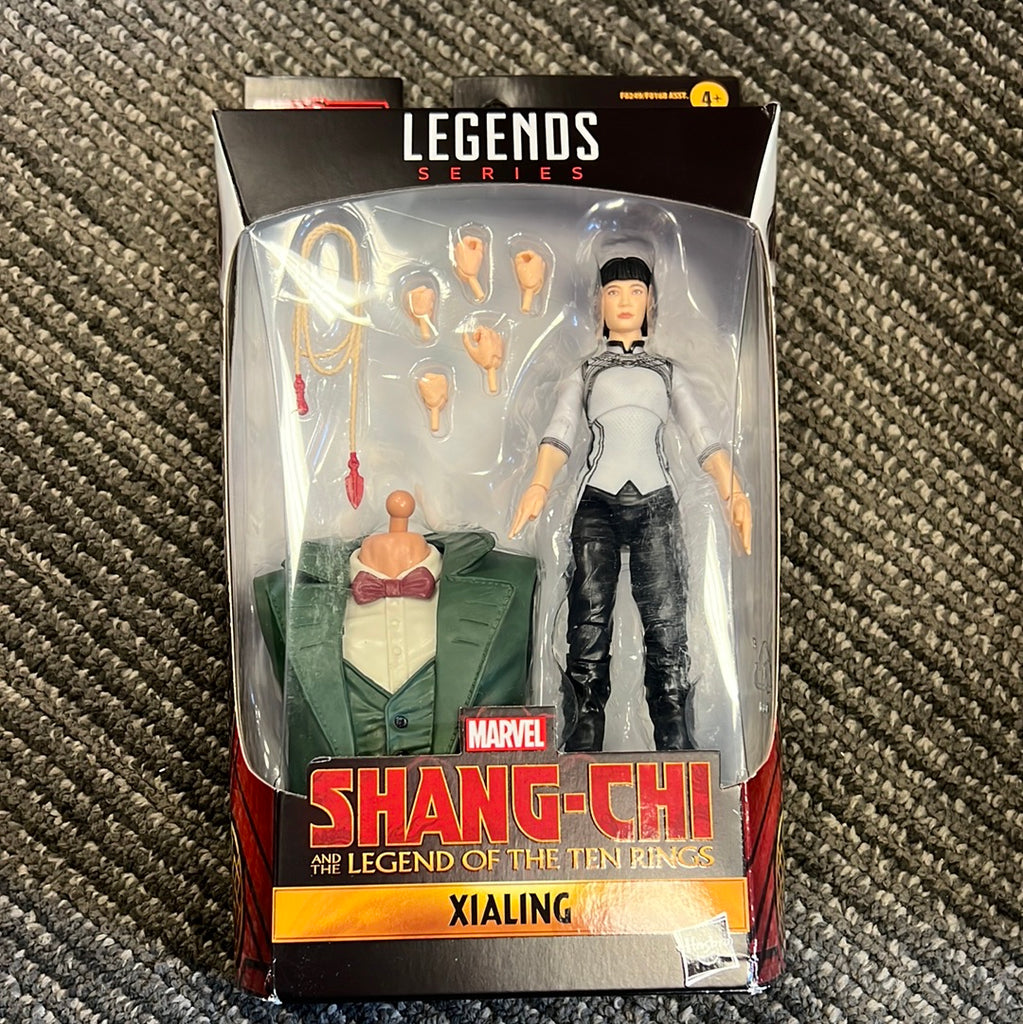 4+
LEGENDS
SERIES
MARVEL
SHANG-CHI
AND THE LEGEND OF THE TEN RINGS
XIALING
Hasbro